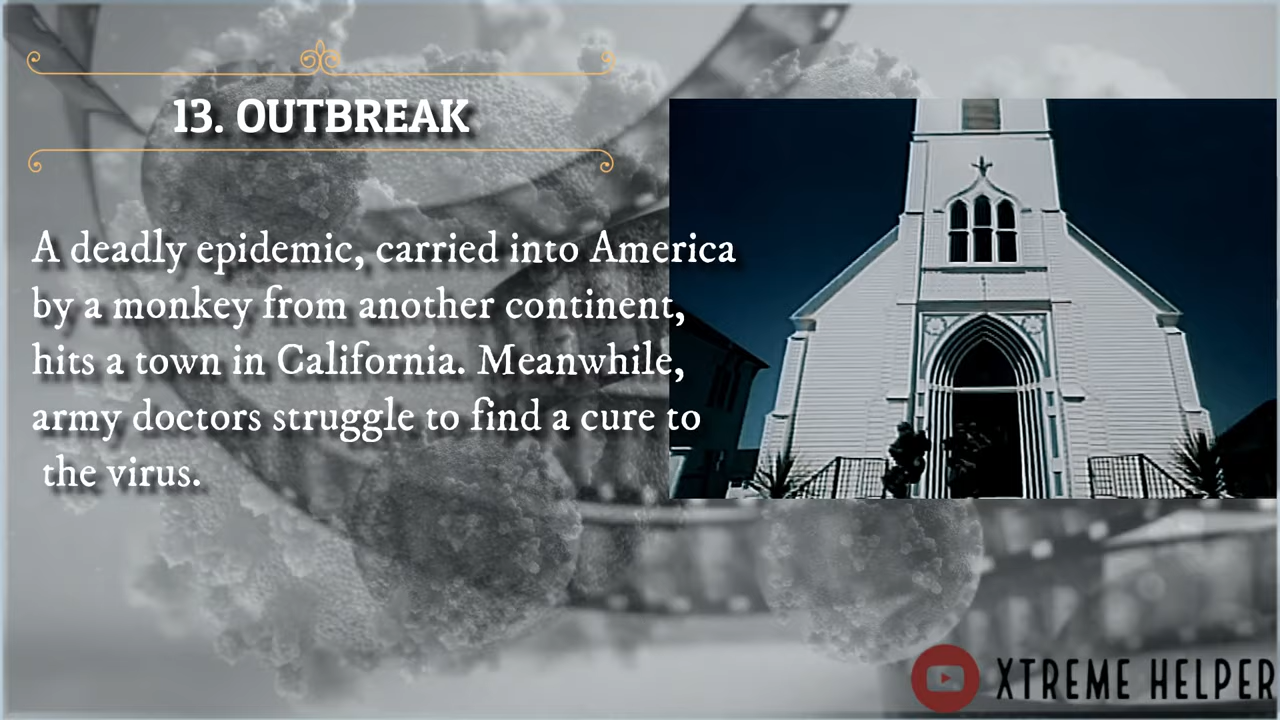 13. OUTBREAK
A deadly epidemic, carried into America
by a monkey from another continent,
hits a town in California. Meanwhile,
army doctors struggle to find a cure to
the virus.
XTREME HELPER